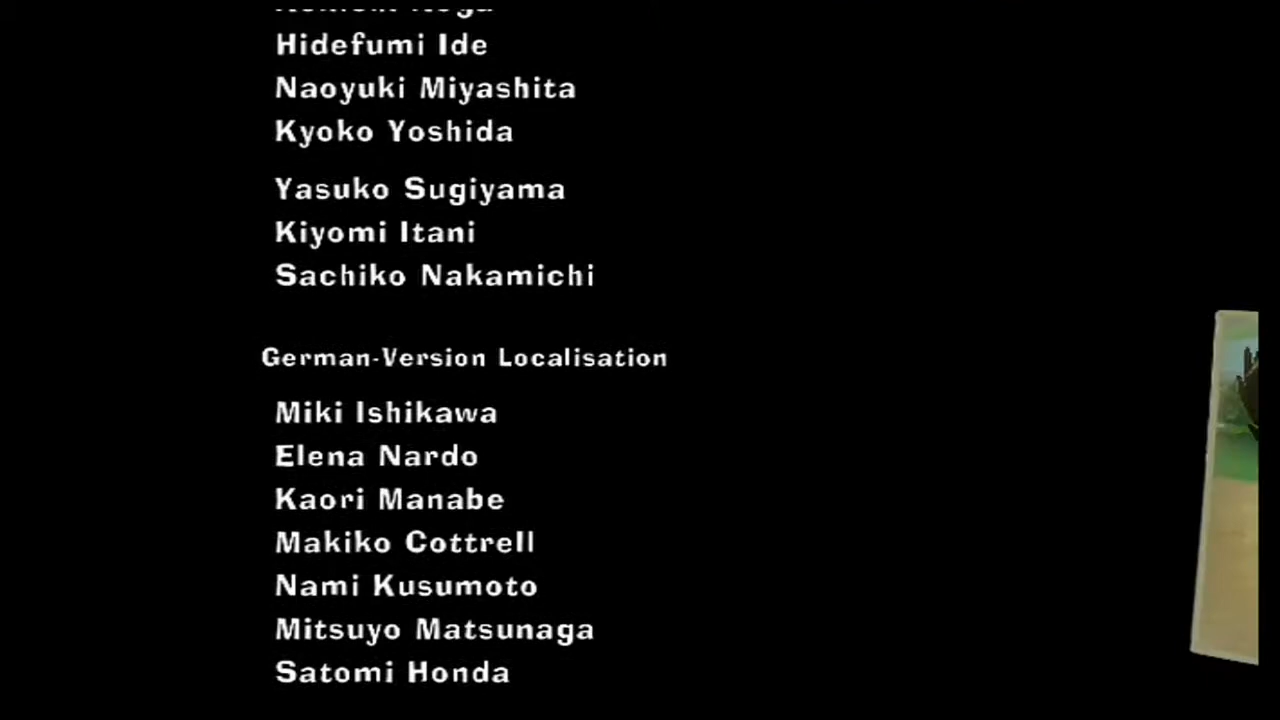 Hidefumi Ide
Naoyuki Miyashita
Kyoko Yoshida
Yasuko Sugiyama
Kiyomi Itani
Sachiko Nakamichi
German-Version Localisation
Miki Ishikawa
Elena Nardo
Kaori Manabe
Makiko Cottrell
Nami Kusumoto
Mitsuyo Matsunaga
Satomi Honda